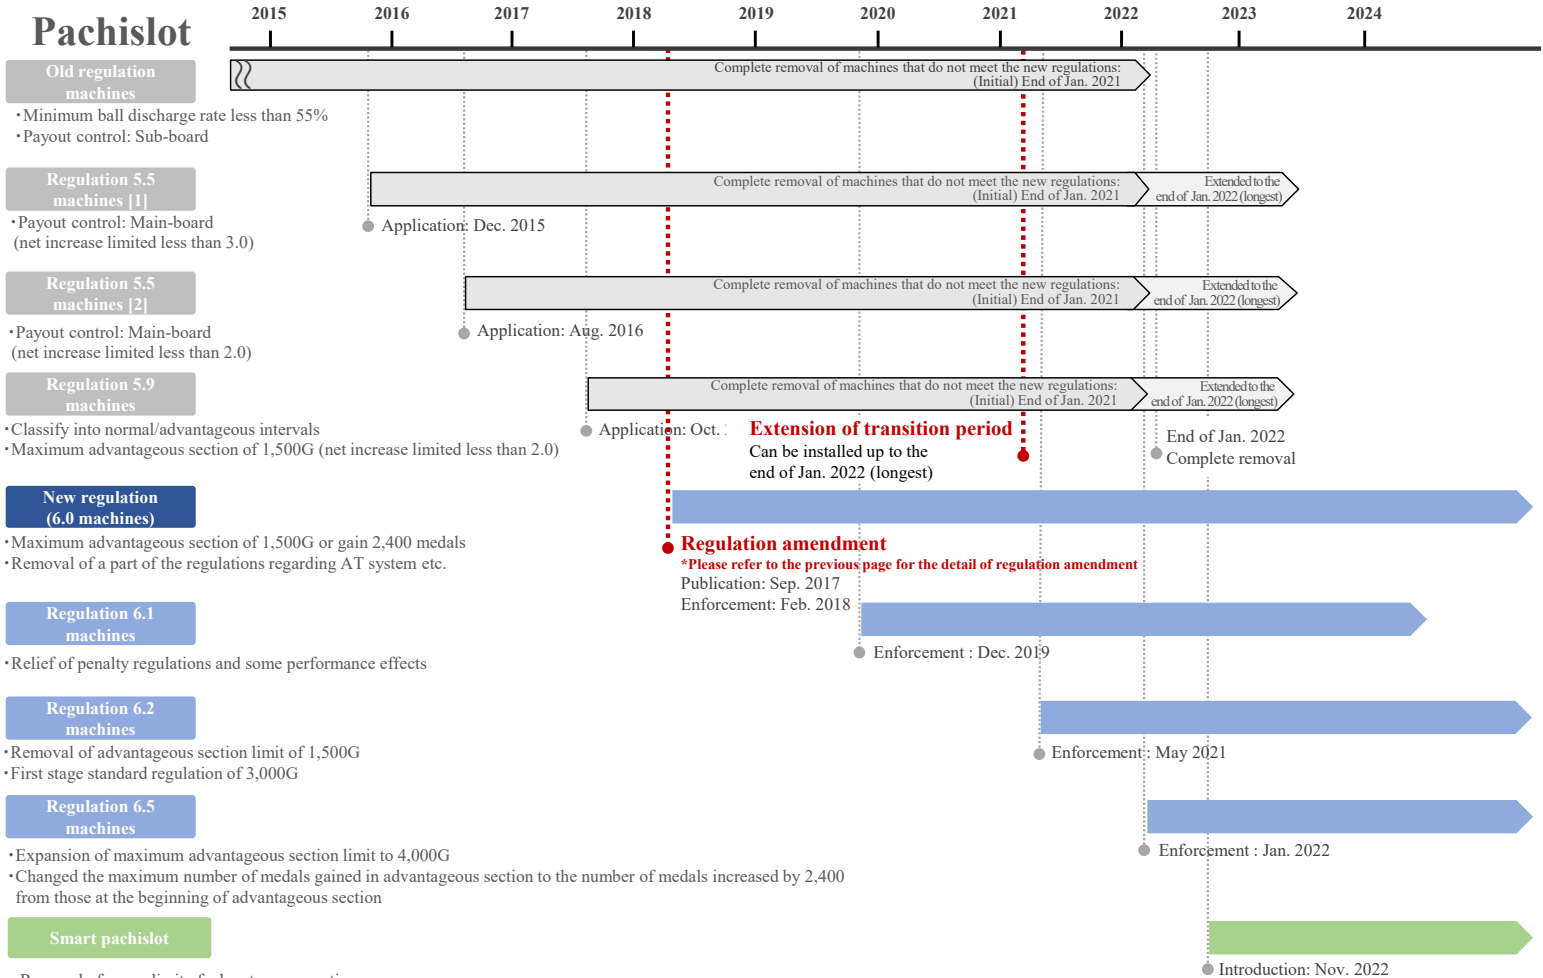 2015 2016 2017 2018 2019 2020 2021 2022 2023 2024
Pachislot
Old regulation
machines
Complete removal of machines that do not meet the new regulations:
(Initial) End of Jan. 2021
・Minimum ball discharge rate less than 55%
・Payout control: Sub-board
Regulation 5.5
machines [1]
Complete removal of machines that do not meet the new regulations:
(Initial) End of Jan. 2021
Extended to the
end of Jan. 2022 (longest)
・Payout control: Main-board
(net increase limited less than 3.0)
Application: Dec. 2015
Regulation 5.5
machines [2]
Complete removal of machines that do not meet the new regulations:
(Initial) End of Jan. 2021
Extended to the
end of Jan. 2022 (longest)
・Payout control: Main-board
(net increase limited less than 2.0)
Application: Aug. 2016
Regulation 5.9
machines
Complete removal of machines that do not meet the new regulations:
(Initial) End of Jan. 2021
Extended to the
end of Jan. 2022 (longest)
・Classify into normal/advantageous intervals
・Maximum advantageous section of 1,500G (net increase limited less than 2.0)
Application: Oct.
Extension of transition period
Can be installed up to the
end of Jan. 2022 (longest)
End of Jan. 2022
Complete removal
New regulation
(6.0 machines)
・Maximum advantageous section of 1,500G or gain 2,400 medals
・Removal of a part of the regulations regarding AT system etc.
Regulation amendment
*Please refer to the previous page for the detail of regulation amendment
Publication: Sep. 2017
Enforcement: Feb. 2018
Regulation 6.1
machines
・Relief of penalty regulations and some performance effects
Enforcement : Dec. 2019
Regulation 6.2
machines
・Removal of advantageous section limit of 1,500G
・First stage standard regulation of 3,000G
Enforcement : May 2021
Regulation 6.5
machines
・Expansion of maximum advantageous section limit to 4,000G
・Changed the maximum number of medals gained in advantageous section to the number of medals increased by 2,400
from those at the beginning of advantageous section
Enforcement : Jan. 2022
Smart pachislot
Introduction: Nov. 2022